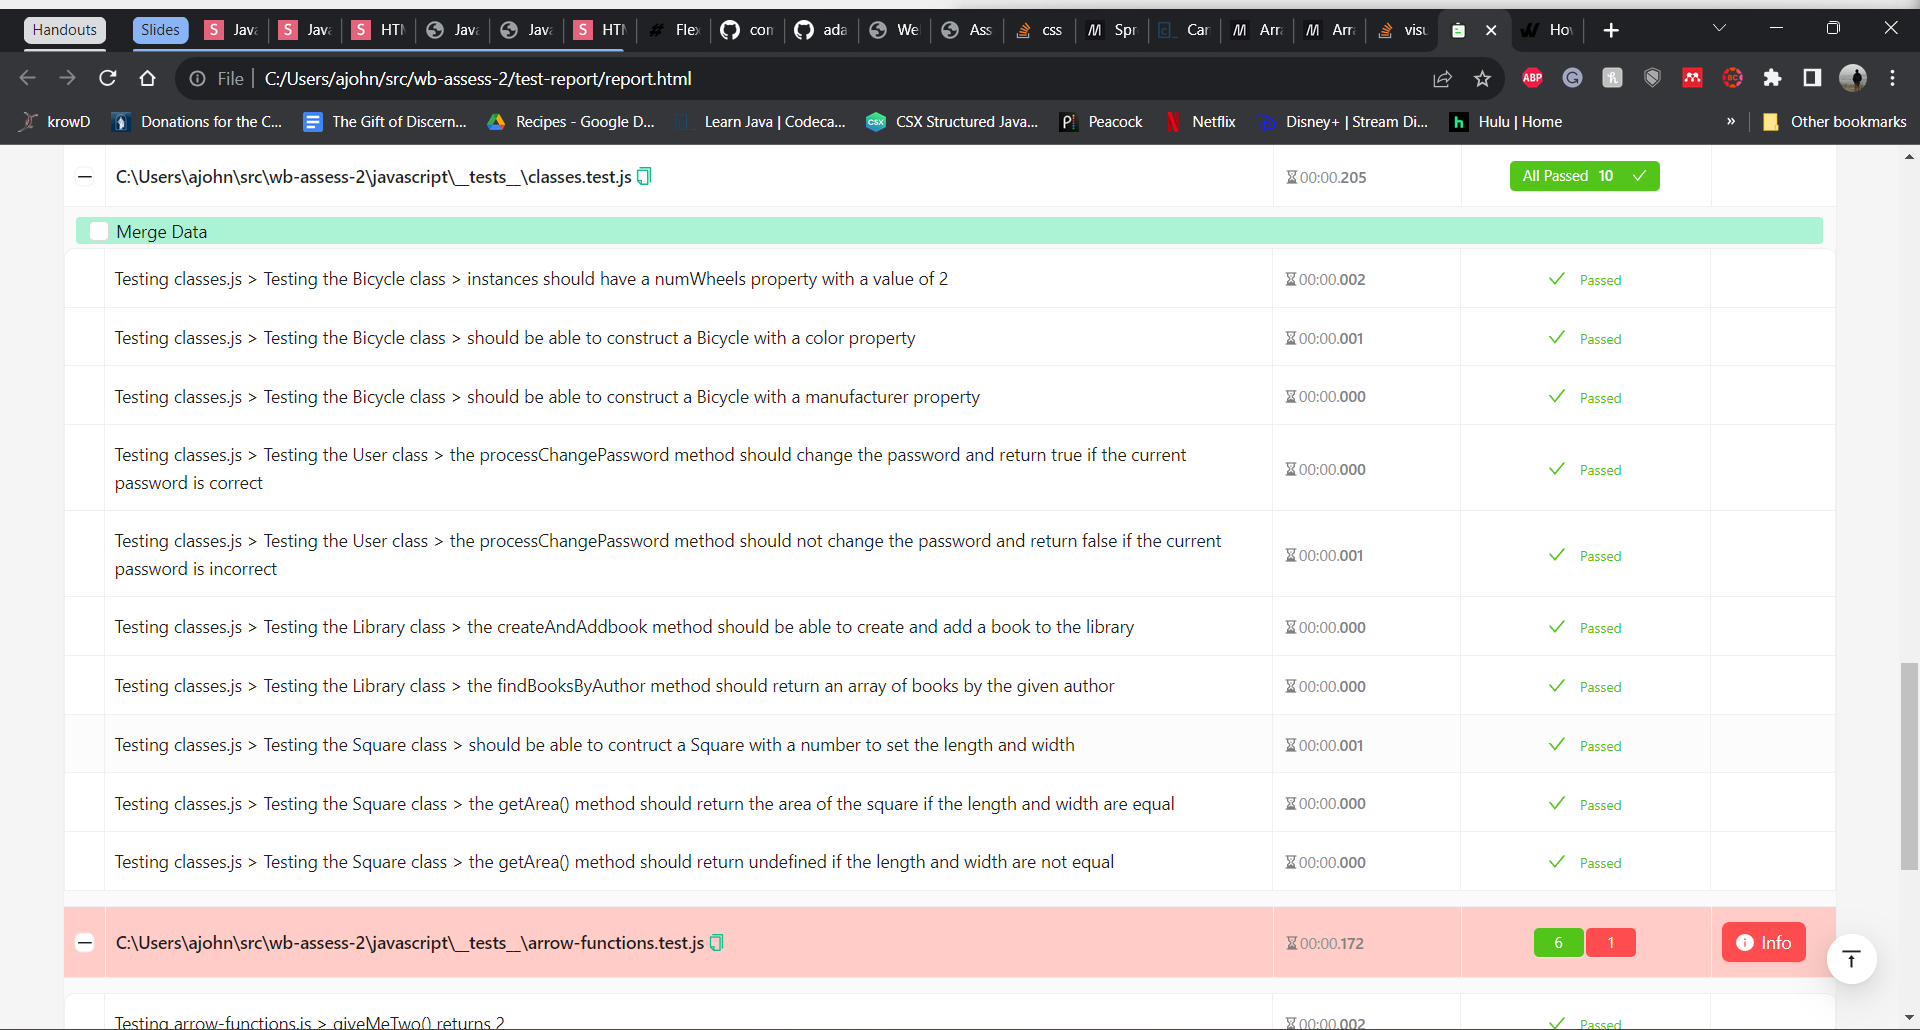 Handouts
Slides
Java
Java
HTM
Java
Java
HTM
Flex
com
ada
We
Ass
css
Spr
Car
Arra
Arra
visu
How
File
C:/Users/ajohn/src/wb-assess-2/test-report/report.html
ABP
krowD
Donations for the C...
The Gift of Discern...
Recipes - Google D...
Learn Java | Codeca...
CSX Structured Java...
Peacock
Netflix
Disney+ | Stream Di...
Hulu | Home
»
Other bookmarks
C:\Users\ajohn\src\wb-assess-2\javascript\__tests__\classes.test.js
00:00.205
All Passed 10
Merge Data
Testing classes.js > Testing the Bicycle class > instances should have a numWheels property with a value of 2
00:00.002
Passed
Testing classes.js > Testing the Bicycle class > should be able to construct a Bicycle with a color property
00:00.001
Passed
Testing classes.js > Testing the Bicycle class > should be able to construct a Bicycle with a manufacturer property
00:00.000
Passed
Testing classes.js > Testing the User class > the processChangePassword method should change the password and return true if the current
password is correct
00:00.000
Passed
Testing classes.js > Testing the User class > the processChangePassword method should not change the password and return false if the current
password is incorrect
00:00.001
Passed
Testing classes.js > Testing the Library class > the createAndAddbook method should be able to create and add a book to the library
00:00.000
Passed
Testing classes.js > Testing the Library class > the findBooksByAuthor method should return an array of books by the given author
00:00.000
Passed
Testing classes.js > Testing the Square class > should be able to contruct a Square with a number to set the length and width
00:00.001
Passed
Testing classes.js > Testing the Square class > the getArea() method should return the area of the square if the length and width are equal
00:00.000
Passed
Testing classes.js > Testing the Square class > the getArea() method should return undefined if the length and width are not equal
00:00.000
Passed
C:\Users\ajohn\src\wb-assess-2\javascript\__tests__\arrow-functions.test.js
00:00.172
6
1
Info
Testing arrow-functions.js > giveMeTwo() returns 2
00:00.002
Passed